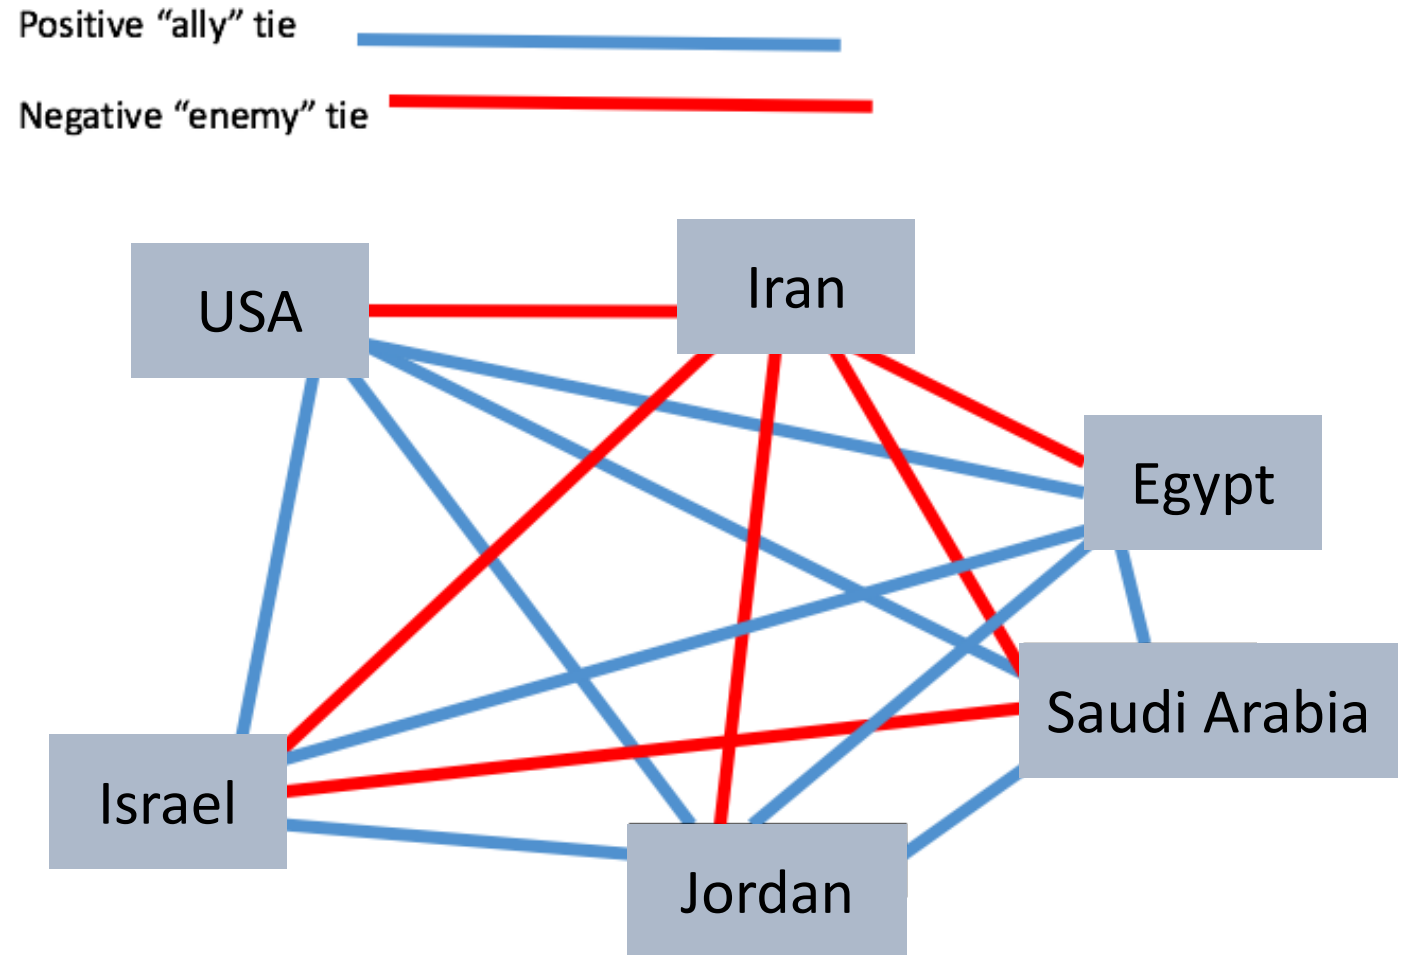 Positive “ally” tie
Negative “enemy” tie
USA
Iran
Egypt
Saudi Arabia
Israel
Jordan